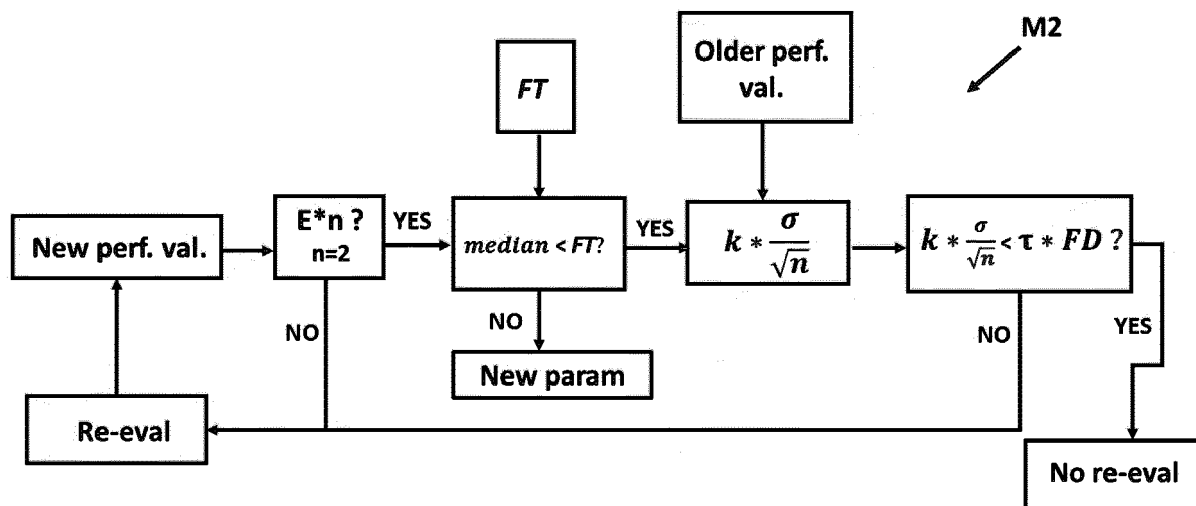 M2
FT
Older perf.
val.
New perf. val.
E*n ?
n=2
YES
median < FT?
YES
k * σ/√n
k * σ/√n < τ * FD ?
NO
NO
NO
YES
New param
Re-eval
No re-eval